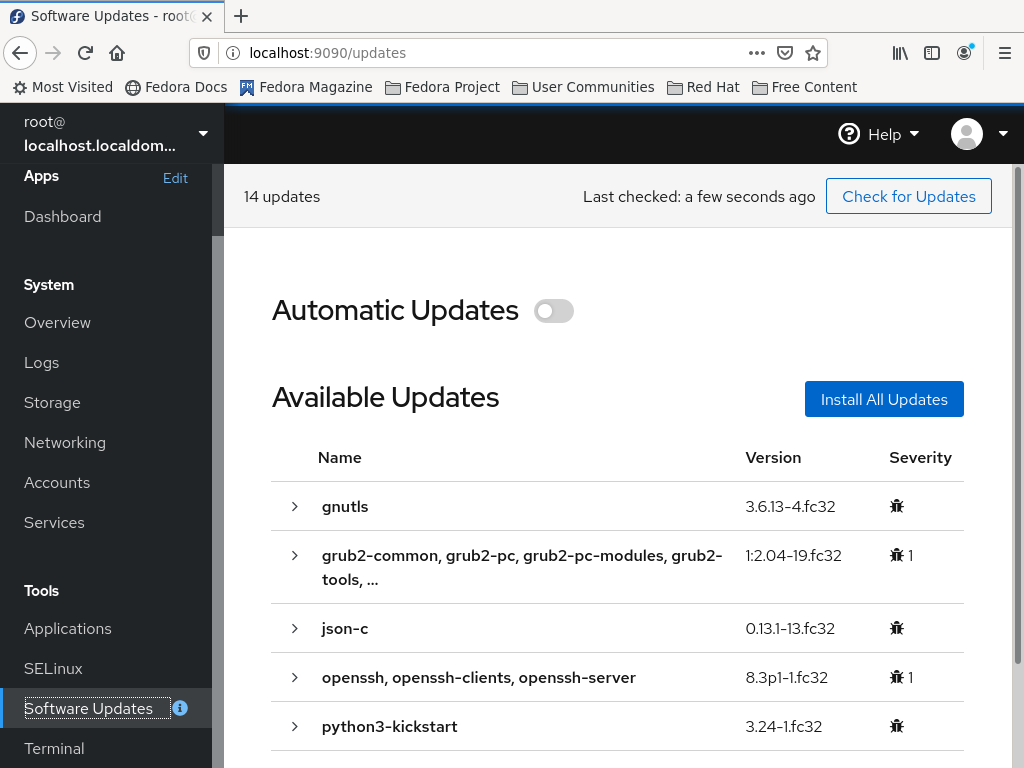 Software Updates - root@
localhost:9090/updates
Most Visited
Fedora Docs
Fedora Magazine
Fedora Project
User Communities
Red Hat
Free Content
root@
localhost.localdom...
Help
Apps
Edit
Dashboard
System
Overview
Logs
Storage
Networking
Accounts
Services
Tools
Applications
SELinux
Software Updates
Terminal
14 updates
Last checked: a few seconds ago
Check for Updates
Automatic Updates
Available Updates
Install All Updates
Name Version Severity
gnutls 3.6.13-4.fc32
grub2-common, grub2-pc, grub2-pc-modules, grub2- 1:2.04-19.fc32 1
tools, ...
json-c 0.13.1-13.fc32
openssh, openssh-clients, openssh-server 8.3p1-1.fc32 1
python3-kickstart 3.24-1.fc32